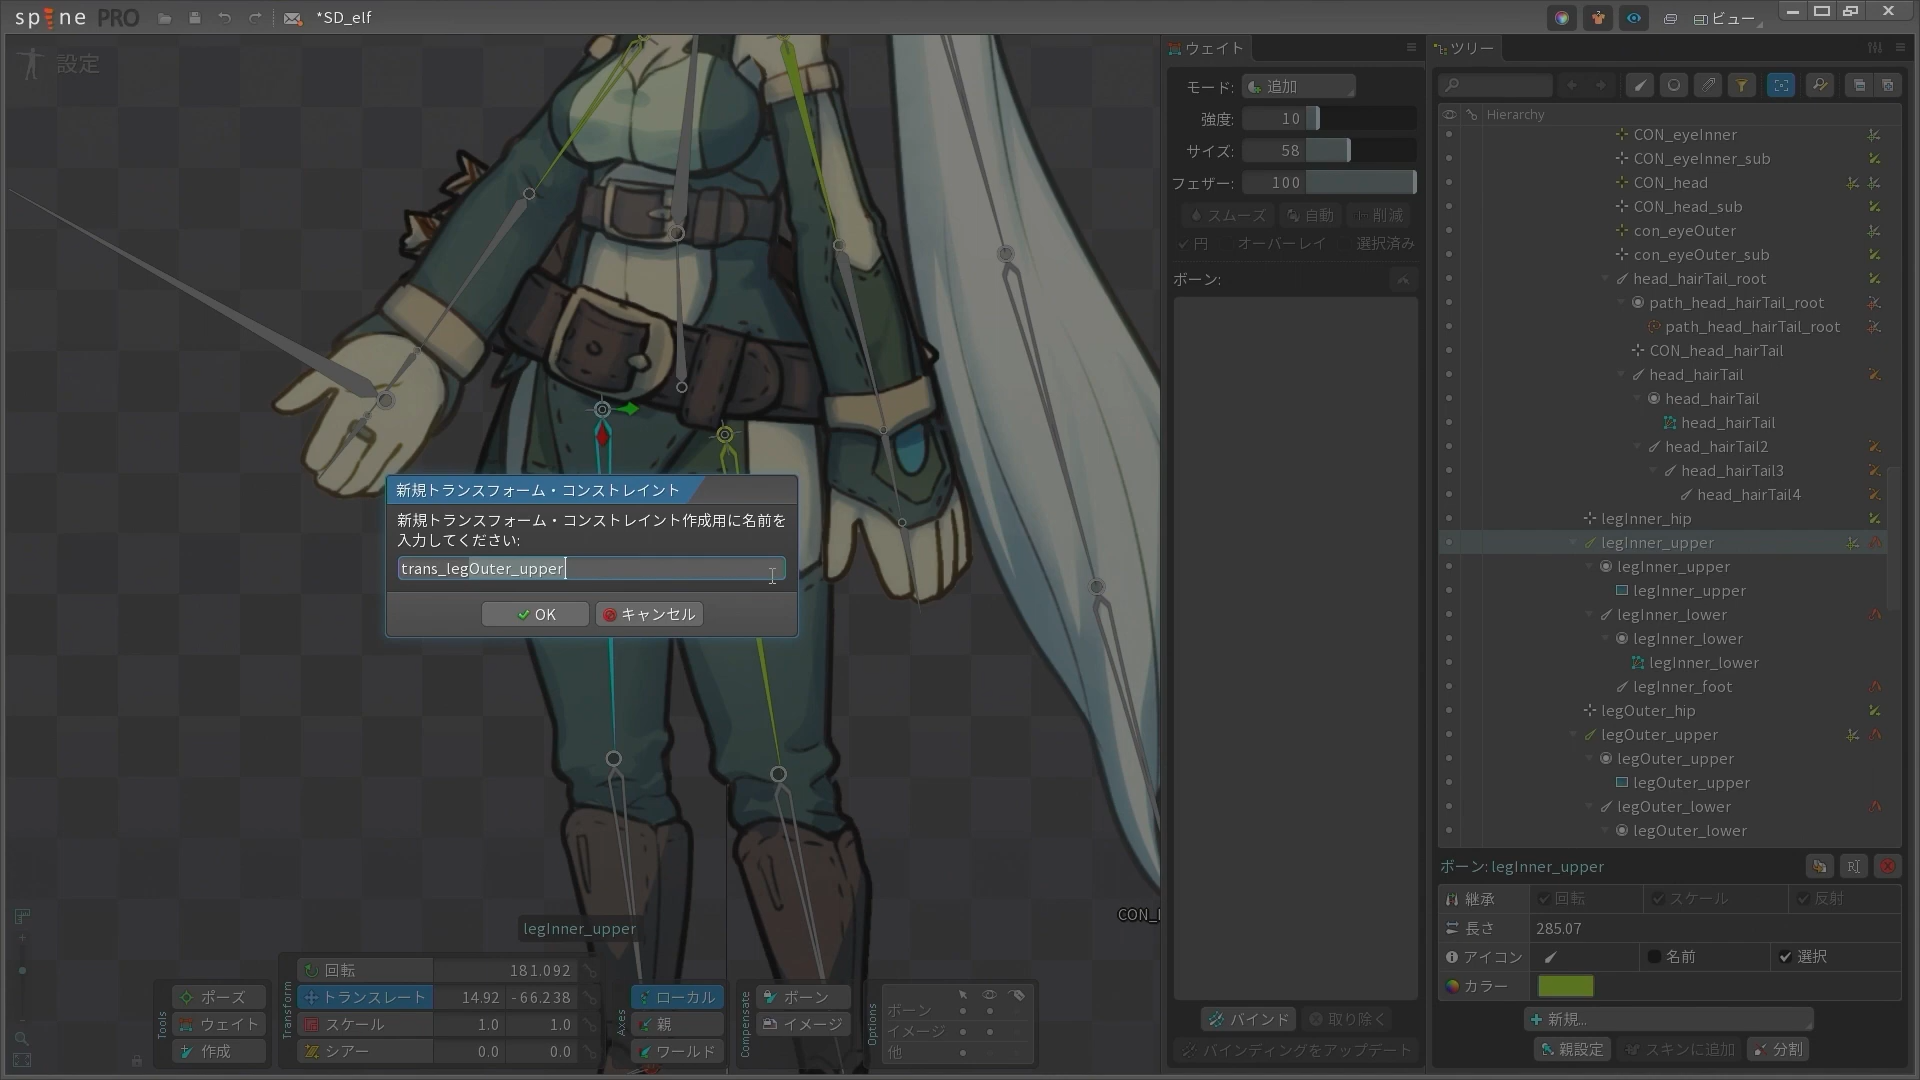 spine PRO
*SD_elf
ビュー
設定
ウェイト
モード:
追加
強度:
10
サイズ:
58
フェザー:
100
スムーズ
自動
削減
円
オーバーレイ
選択済み
ボーン:
バインド
取り除く
バインディングをアップデート
ツリー
Hierarchy
CON_eyeInner
CON_eyeInner_sub
CON_head
CON_head_sub
con_eyeOuter
con_eyeOuter_sub
head_hairTail_root
path_head_hairTail_root
path_head_hairTail_root
CON_head_hairTail
head_hairTail
head_hairTail
head_hairTail
head_hairTail2
head_hairTail3
head_hairTail4
legInner_hip
legInner_upper
legInner_upper
legInner_upper
legInner_lower
legInner_lower
legInner_lower
legInner_foot
legOuter_hip
legOuter_upper
legOuter_upper
legOuter_upper
legOuter_lower
legOuter_lower
ボーン: legInner_upper
継承
回転
スケール
反射
長さ
285.07
アイコン
名前
選択
カラー
新規...
親設定
スキンに追加
分割
新規トランスフォーム・コンストレイント
新規トランスフォーム・コンストレイント作成用に名前を
入力してください:
trans_legOuter_upper
OK
キャンセル
CON_
legInner_upper
Tools
ポーズ
ウェイト
作成
Transform
回転
181.092
トランスレート
14.92
-66.238
スケール
1.0
1.0
シアー
0.0
0.0
Axes
ローカル
親
ワールド
Compensate
ボーン
イメージ
Options
ボーン
イメージ
他